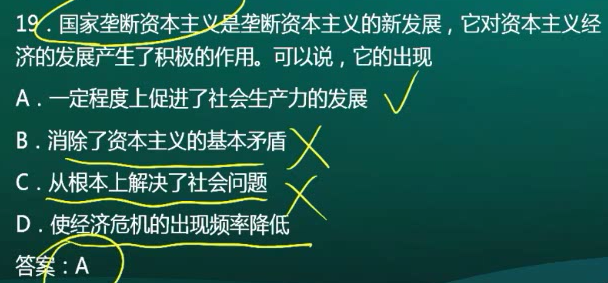 19．国家垄断资本主义是垄断资本主义的新发展，它对资本主义经
济的发展产生了积极的作用。可以说，它的出现
A．一定程度上促进了社会生产力的发展
B．消除了资本主义的基本矛盾
C．从根本上解决了社会问题
D．使经济危机的出现频率降低
答案：A